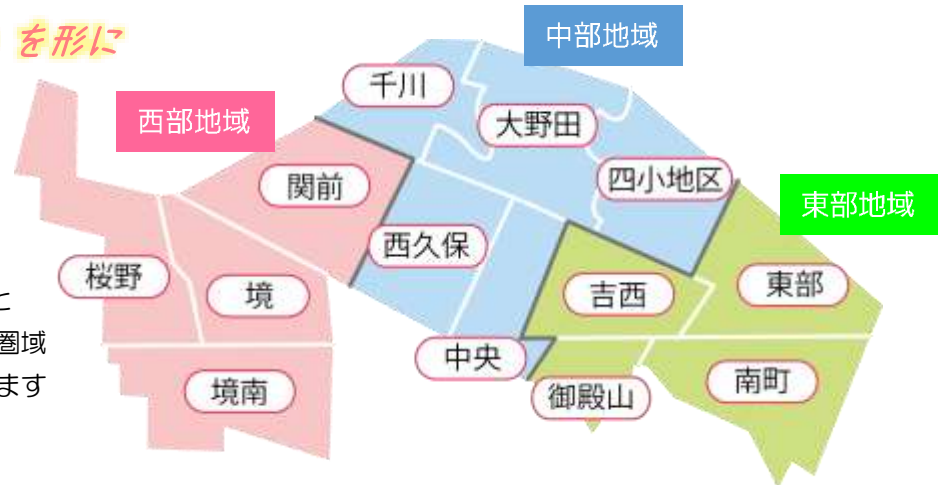 を形に
中部地域
千川
西部地域
大野田
関前
四小地区
東部地域
西久保
桜野
境
吉西
東部
と
圏域
ます
中央
境南
御殿山
南町